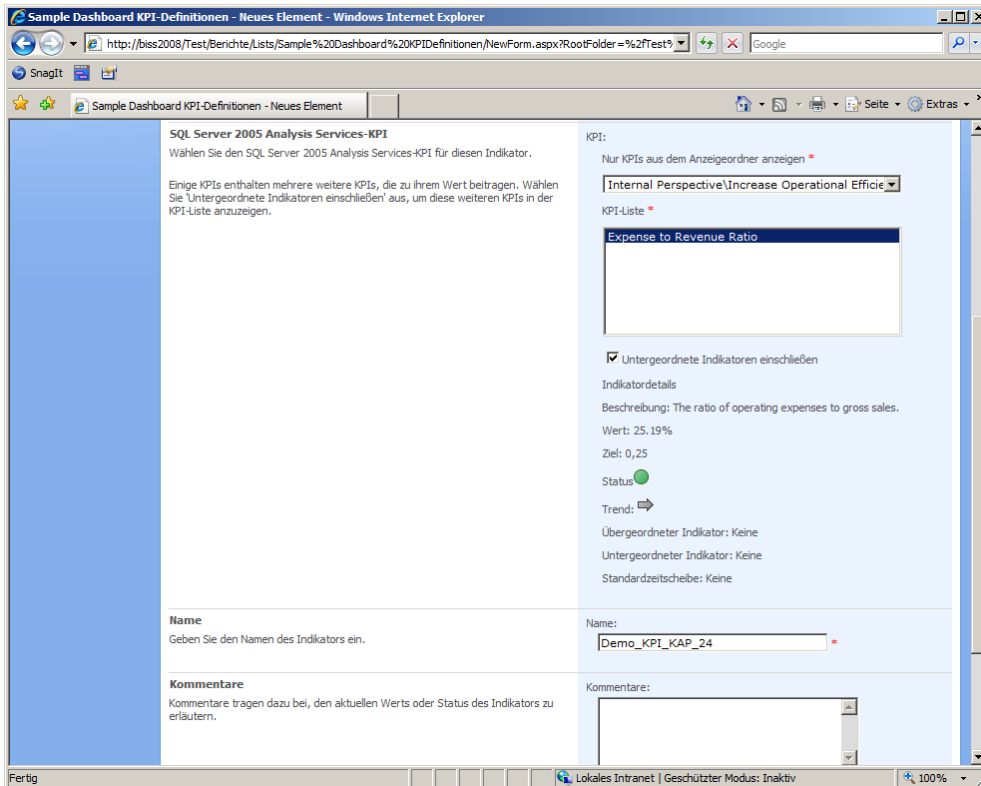 Sample Dashboard KPI-Definitionen - Neues Element - Windows Internet Explorer
http://biss2008/Test/Berichte/Lists/Sample%20Dashboard%20KPIDefinitionen/NewForm.aspx?RootFolder=%2fTest%
Google
SnagIt
Sample Dashboard KPI-Definitionen - Neues Element
Seite
Extras
SQL Server 2005 Analysis Services-KPI
Wählen Sie den SQL Server 2005 Analysis Services-KPI für diesen Indikator.
Einige KPIs enthalten mehrere weitere KPIs, die zu ihrem Wert beitragen. Wählen
Sie 'Untergeordnete Indikatoren einschließen' aus, um diese weiteren KPIs in der
KPI-Liste anzuzeigen.
KPI:
Nur KPIs aus dem Anzeigeordner anzeigen *
Internal Perspective\Increase Operational Efficie
KPI-Liste *
Expense to Revenue Ratio
Untergeordnete Indikatoren einschließen
Indikatordetails
Beschreibung: The ratio of operating expenses to gross sales.
Wert: 25.19%
Ziel: 0,25
Status
Trend:
Übergeordneter Indikator: Keine
Untergeordneter Indikator: Keine
Standardzeitscheibe: Keine
Name
Geben Sie den Namen des Indikators ein.
Name:
Demo_KPI_KAP_24 *
Kommentare
Kommentare tragen dazu bei, den aktuellen Werts oder Status des Indikators zu
erläutern.
Kommentare:
Fertig
Lokales Intranet | Geschützter Modus: Inaktiv
100%